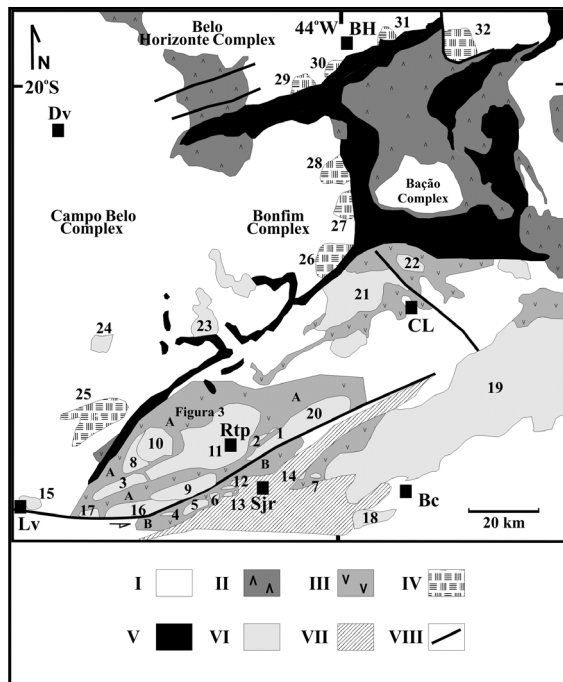 44°W BH 31 32
Belo
Horizonte Complex
N
30
29
20°S
Dv
28
Bação
Complex
Campo Belo
Complex
Bonfim
Complex
27
26
22
21
23
CL
24
25
19
Figura 3
A
A
20
Rtp
10
11
2
1
8
B
A
3
9
12
14
7
A
15
Sjr
Bc
17
16
6
5
13
4
18
Lv
B
20 km
I II III IV
V VI VII VIII